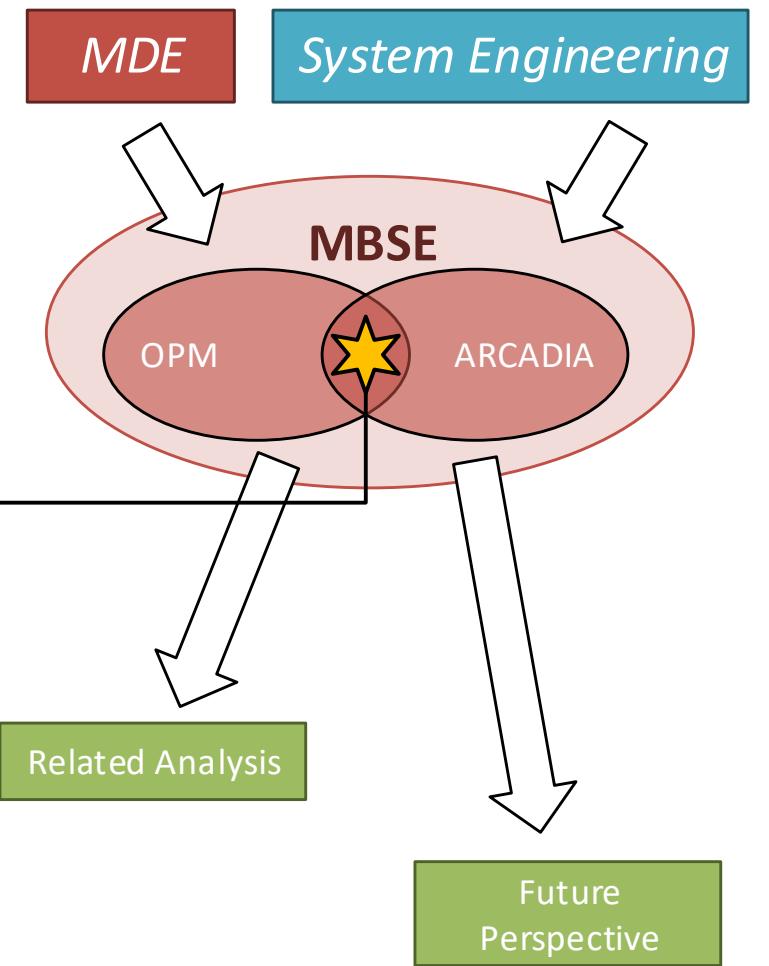 MDE
System Engineering
MBSE
OPM
ARCADIA
Related Analysis
Future
Perspective